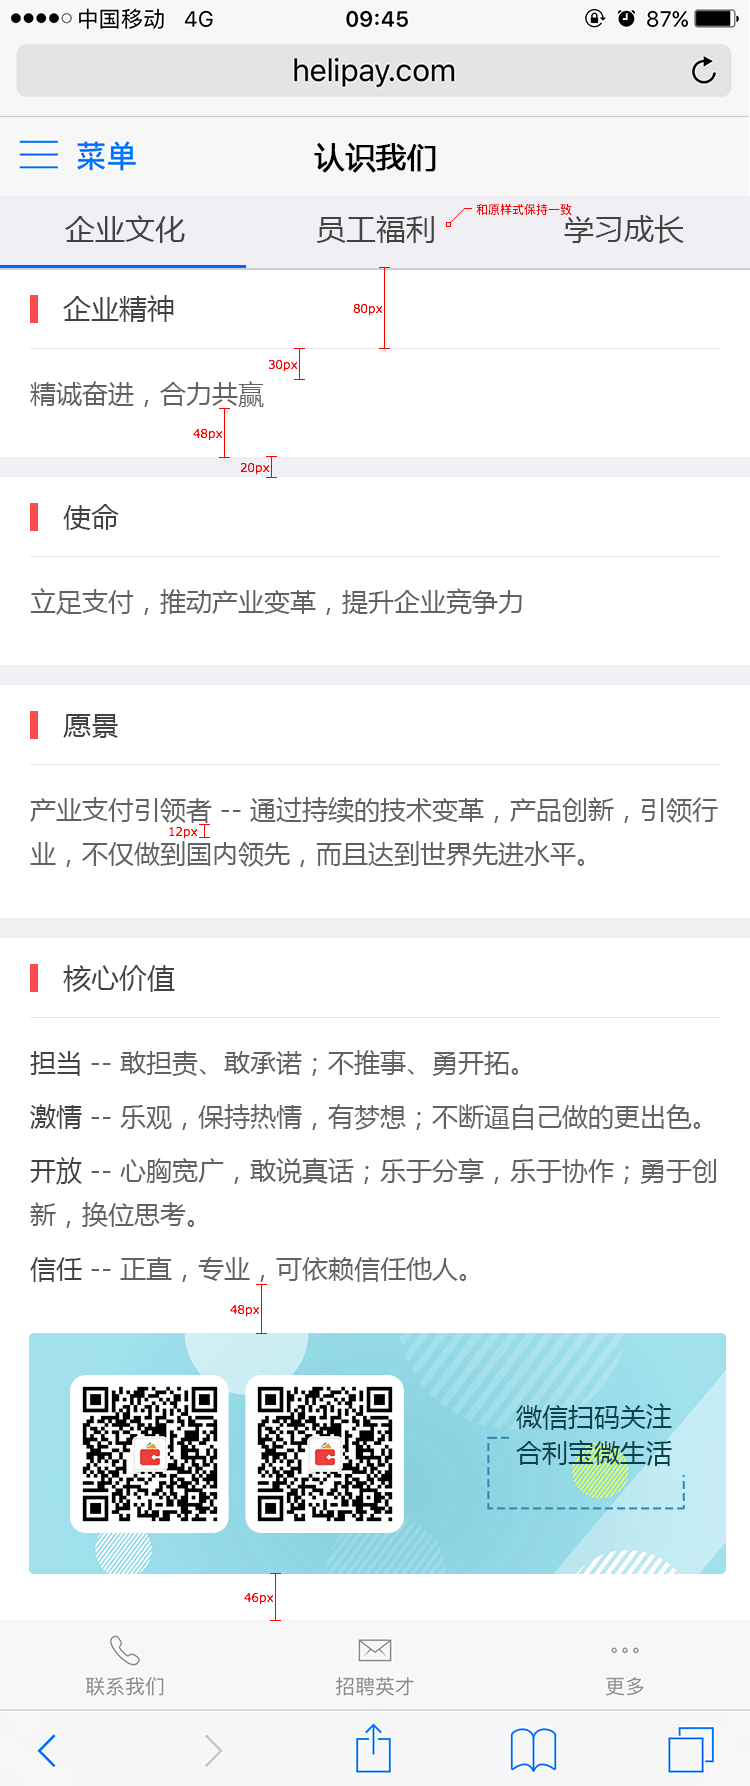 中国移动 4G 09:45 87%
helipay.com
菜单 认识我们
和原样式保持一致
企业文化 员工福利 学习成长
80px
企业精神
30px
精诚奋进，合力共赢
48px
20px
使命
立足支付，推动产业变革，提升企业竞争力
愿景
产业支付引领者 -- 通过持续的技术变革，产品创新，引领行
12px
业，不仅做到国内领先，而且达到世界先进水平。
核心价值
担当 -- 敢担责、敢承诺；不推事、勇开拓。
激情 -- 乐观，保持热情，有梦想；不断逼自己做的更出色。
开放 -- 心胸宽广，敢说真话；乐于分享，乐于协作；勇于创
新，换位思考。
信任 -- 正直，专业，可依赖信任他人。
48px
微信扫码关注
合利宝微生活
46px
联系我们 招聘英才 更多